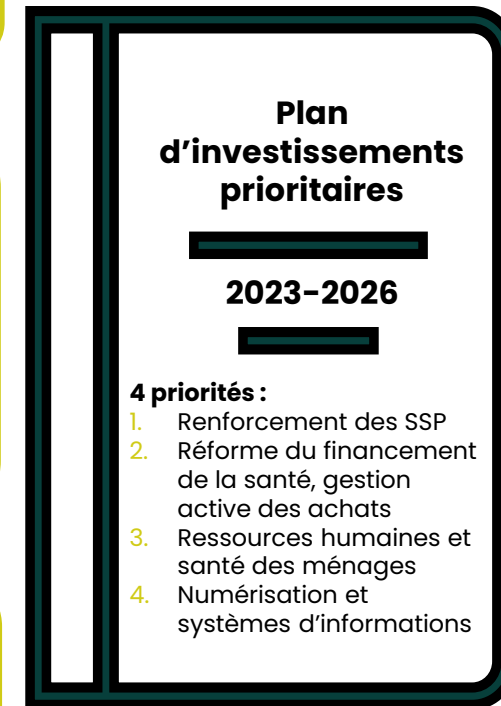 Plan
d’investissements
prioritaires
2023-2026
4 priorités :
1. Renforcement des SSP
2. Réforme du financement
de la santé, gestion
active des achats
3. Ressources humaines et
santé des ménages
4. Numérisation et
systèmes d’informations